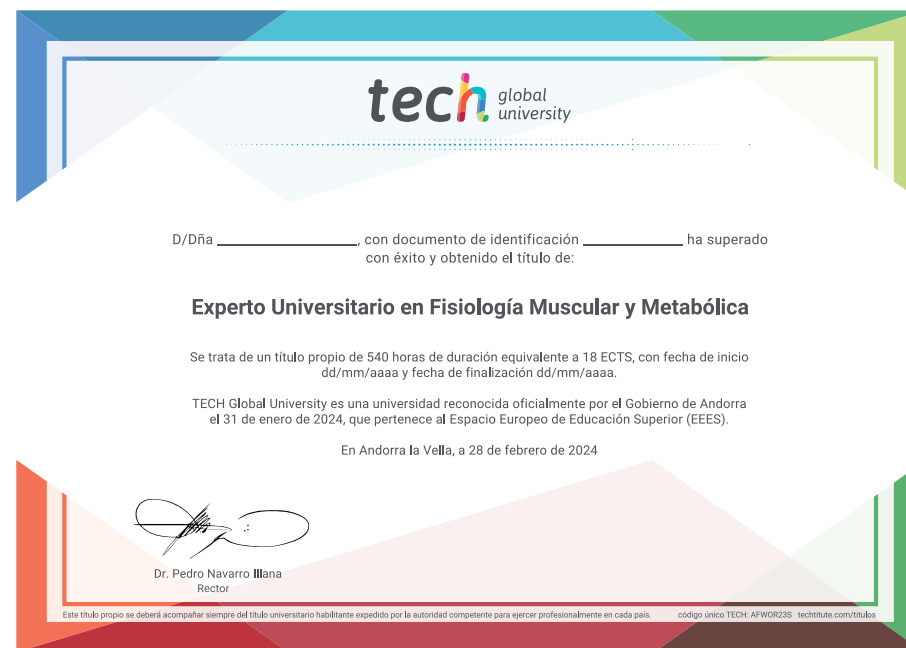 tech global
university
D/Dña ____________, con documento de identificación ____________ ha superado
con éxito y obtenido el título de:
Experto Universitario en Fisiología Muscular y Metabólica
Se trata de un título propio de 540 horas de duración equivalente a 18 ECTS, con fecha de inicio
dd/mm/aaaa y fecha de finalización dd/mm/aaaa.
TECH Global University es una universidad reconocida oficialmente por el Gobierno de Andorra
el 31 de enero de 2024, que pertenece al Espacio Europeo de Educación Superior (EEES).
En Andorra la Vella, a 28 de febrero de 2024
Dr. Pedro Navarro Illana
Rector
Este título propio se deberá acompañar siempre del título universitario habilitante expedido por la autoridad competente para ejercer profesionalmente en cada país. código único TECH: AFWOR23S techtitute.com/titulos